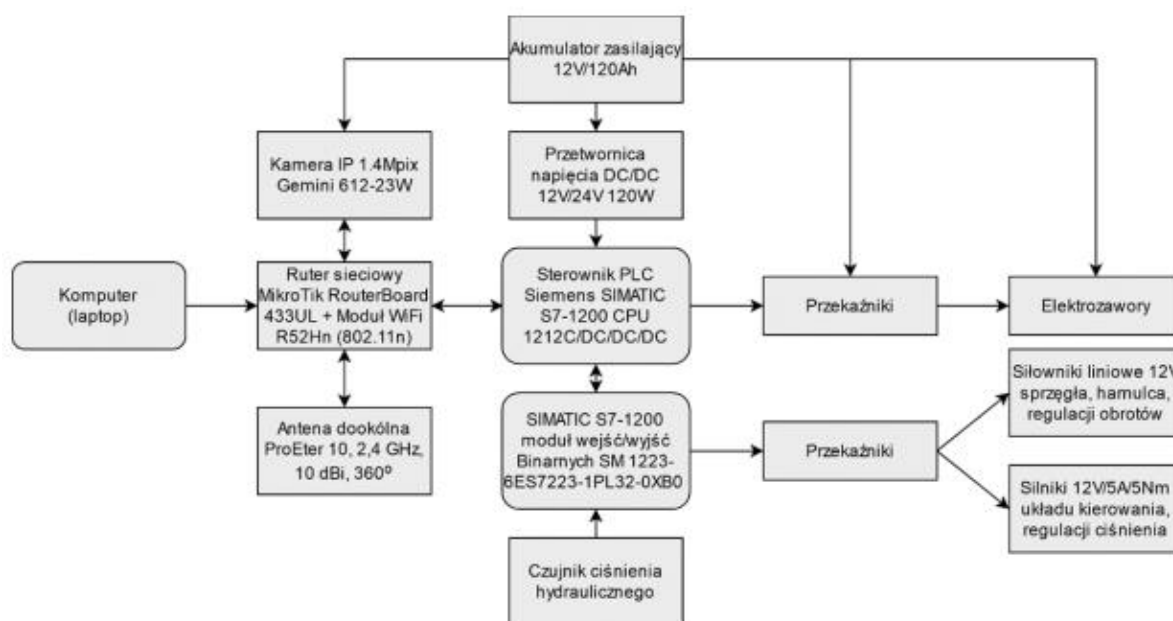 Akumulator zasilający
12V/120Ah
Kamera IP 1.4Mpix
Gemini 612-23W
Przetwornica
napięcia DC/DC
12V/24V 120W
Komputer
(laptop)
Ruter sieciowy
MikroTik RouterBoard
433UL + Moduł WiFi
R52Hn (802.11n)
Sterownik PLC
Siemens SIMATIC
S7-1200 CPU
1212C/DC/DC/DC
Przekaźniki
Elektrozawory
Antena dookólna
ProEter 10, 2,4 GHz,
10 dBi, 360º
SIMATIC S7-1200
moduł wejść/wyjść
Binarnych SM 1223-
6ES7223-1PL32-0XB0
Przekaźniki
Siłowniki liniowe 12V
sprzęgła, hamulca,
regulacji obrotów
Silniki 12V/5A/5Nm
układu kierowania,
regulacji ciśnienia
Czujnik ciśnienia
hydraulicznego